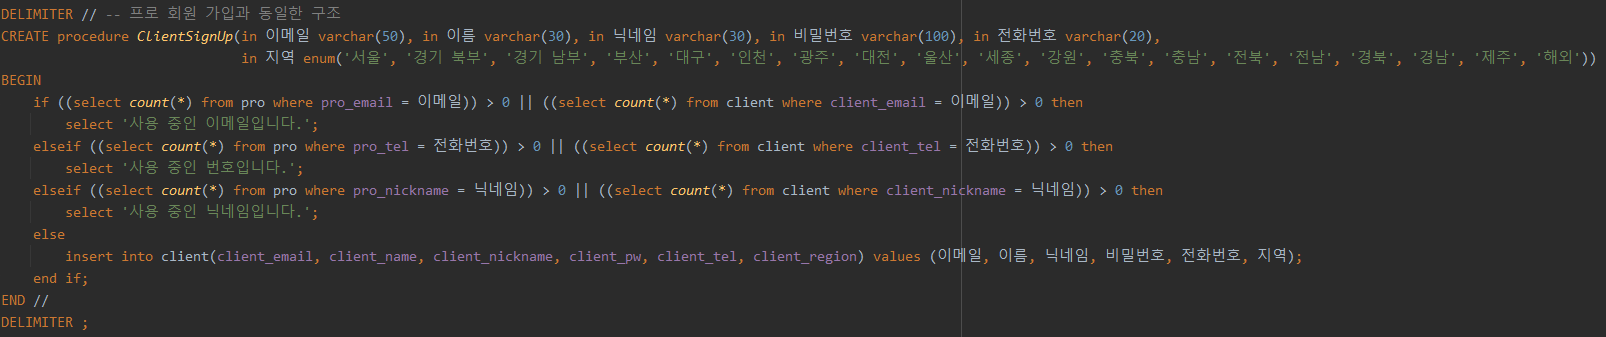 DELIMITER // -- 프로 회원 가입과 동일한 구조
CREATE procedure ClientSignUp(in 이메일 varchar(50), in 이름 varchar(30), in 닉네임 varchar(30), in 비밀번호 varchar(100), in 전화번호 varchar(20),
in 지역 enum('서울', '경기 북부', '경기 남부', '부산', '대구', '인천', '광주', '대전', '울산', '세종', '강원', '충북', '충남', '전북', '전남', '경북', '경남', '제주', '해외'))
BEGIN
if ((select count(*) from pro where pro_email = 이메일)) > 0 || ((select count(*) from client where client_email = 이메일)) > 0 then
select '사용 중인 이메일입니다.';
elseif ((select count(*) from pro where pro_tel = 전화번호)) > 0 || ((select count(*) from client where client_tel = 전화번호)) > 0 then
select '사용 중인 번호입니다.';
elseif ((select count(*) from pro where pro_nickname = 닉네임)) > 0 || ((select count(*) from client where client_nickname = 닉네임)) > 0 then
select '사용 중인 닉네임입니다.';
else
insert into client(client_email, client_name, client_nickname, client_pw, client_tel, client_region) values (이메일, 이름, 닉네임, 비밀번호, 전화번호, 지역);
end if;
END //
DELIMITER ;